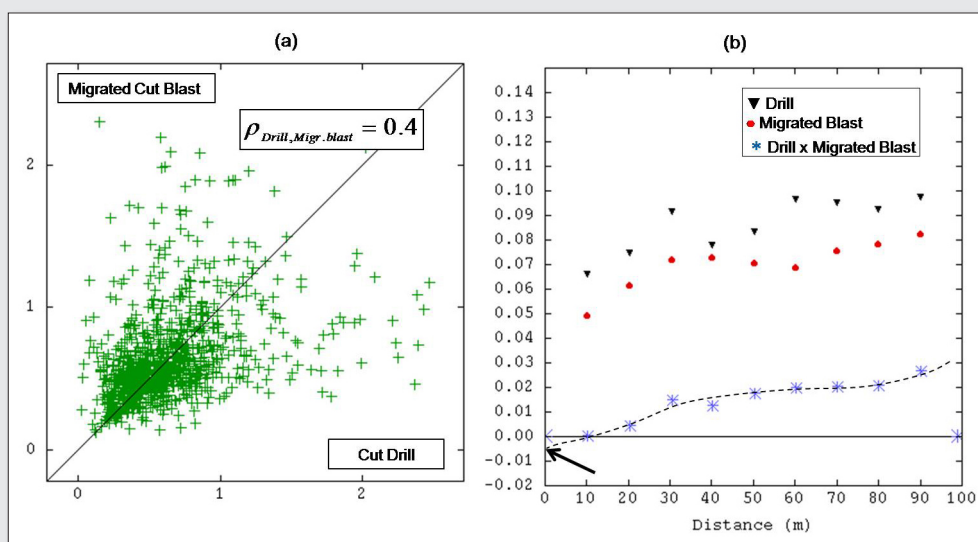 (a)
Migrated Cut Blast
ρDrill,Migr.blast = 0.4
2
1
0
Cut Drill
0 1 2
(b)
0.14
0.13
0.12
0.11
0.10
0.09
0.08
0.07
0.06
0.05
0.04
0.03
0.02
0.01
0.00
-0.01
-0.02
Drill
Migrated Blast
Drill x Migrated Blast
0 10 20 30 40 50 60 70 80 90 100
Distance (m)